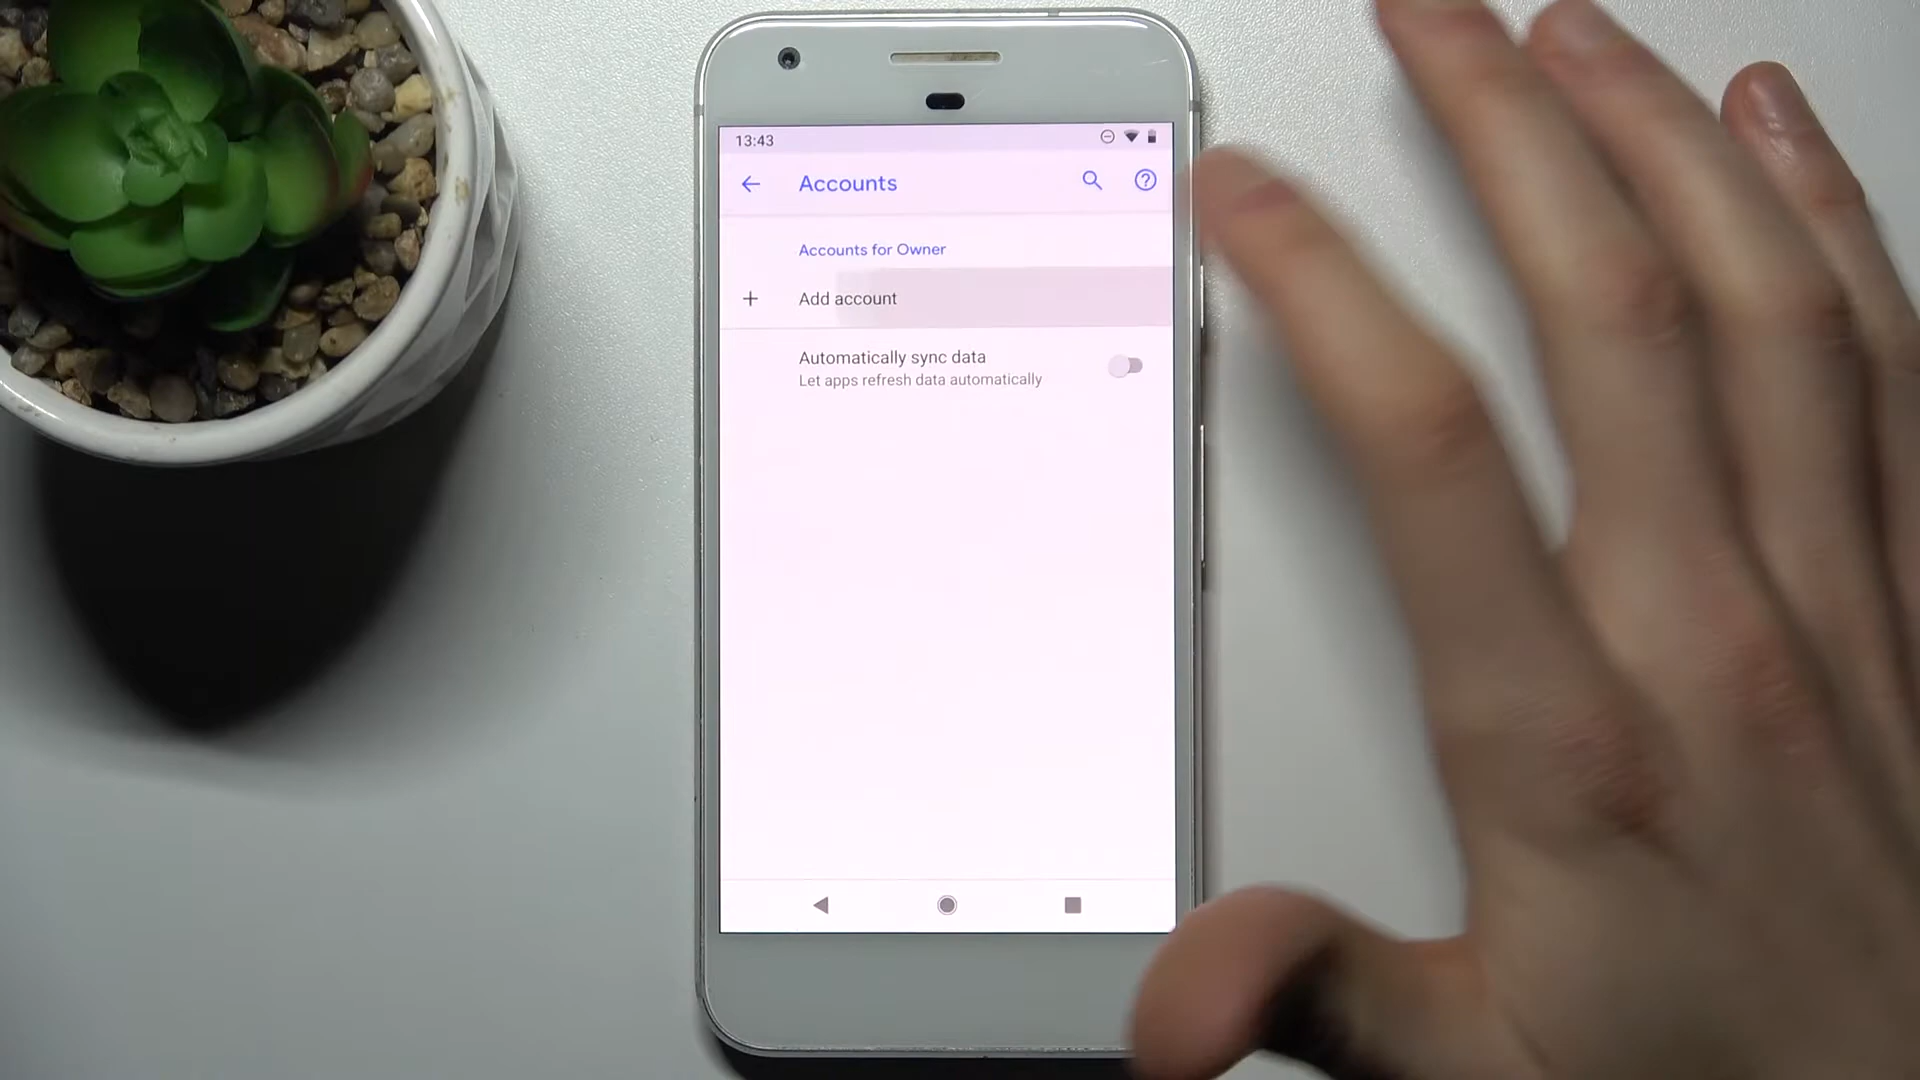 13:43
Accounts
Accounts for Owner
Add account
Automatically sync data
Let apps refresh data automatically